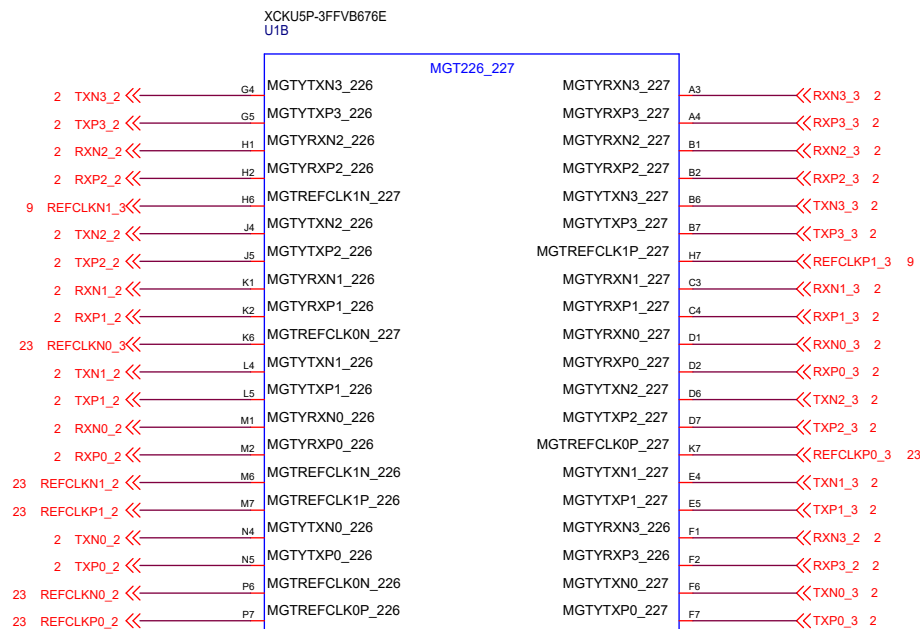 XCKU5P-3FFVB676E
U1B
MGT226_227
2 TXN3_2 G4 MGTYTXN3_226 MGTYRXN3_227 A3 RXN3_3 2
2 TXP3_2 G5 MGTYTXP3_226 MGTYRXP3_227 A4 RXP3_3 2
2 RXN2_2 H1 MGTYRXN2_226 MGTYRXN2_227 B1 RXN2_3 2
2 RXP2_2 H2 MGTYRXP2_226 MGTYRXP2_227 B2 RXP2_3 2
9 REFCLKN1_3 H6 MGTREFCLK1N_227 MGTYTXN3_227 B6 TXN3_3 2
2 TXN2_2 J4 MGTYTXN2_226 MGTYTXP3_227 B7 TXP3_3 2
2 TXP2_2 J5 MGTYTXP2_226 MGTREFCLK1P_227 H7 REFCLKP1_3 9
2 RXN1_2 K1 MGTYRXN1_226 MGTYRXN1_227 C3 RXN1_3 2
2 RXP1_2 K2 MGTYRXP1_226 MGTYRXP1_227 C4 RXP1_3 2
23 REFCLKN0_3 K6 MGTREFCLK0N_227 MGTYRXN0_227 D1 RXN0_3 2
2 TXN1_2 L4 MGTYTXN1_226 MGTYRXP0_227 D2 RXP0_3 2
2 TXP1_2 L5 MGTYTXP1_226 MGTYTXN2_227 D6 TXN2_3 2
2 RXN0_2 M1 MGTYRXN0_226 MGTYTXP2_227 D7 TXP2_3 2
2 RXP0_2 M2 MGTYRXP0_226 MGTREFCLK0P_227 K7 REFCLKP0_3 23
23 REFCLKN1_2 M6 MGTREFCLK1N_226 MGTYTXN1_227 E4 TXN1_3 2
23 REFCLKP1_2 M7 MGTREFCLK1P_226 MGTYTXP1_227 E5 TXP1_3 2
2 TXN0_2 N4 MGTYTXN0_226 MGTYRXN3_226 F1 RXN3_2 2
2 TXP0_2 N5 MGTYTXP0_226 MGTYRXP3_226 F2 RXP3_2 2
23 REFCLKN0_2 P6 MGTREFCLK0N_226 MGTYTXN0_227 F6 TXN0_3 2
23 REFCLKP0_2 P7 MGTREFCLK0P_226 MGTYTXP0_227 F7 TXP0_3 2